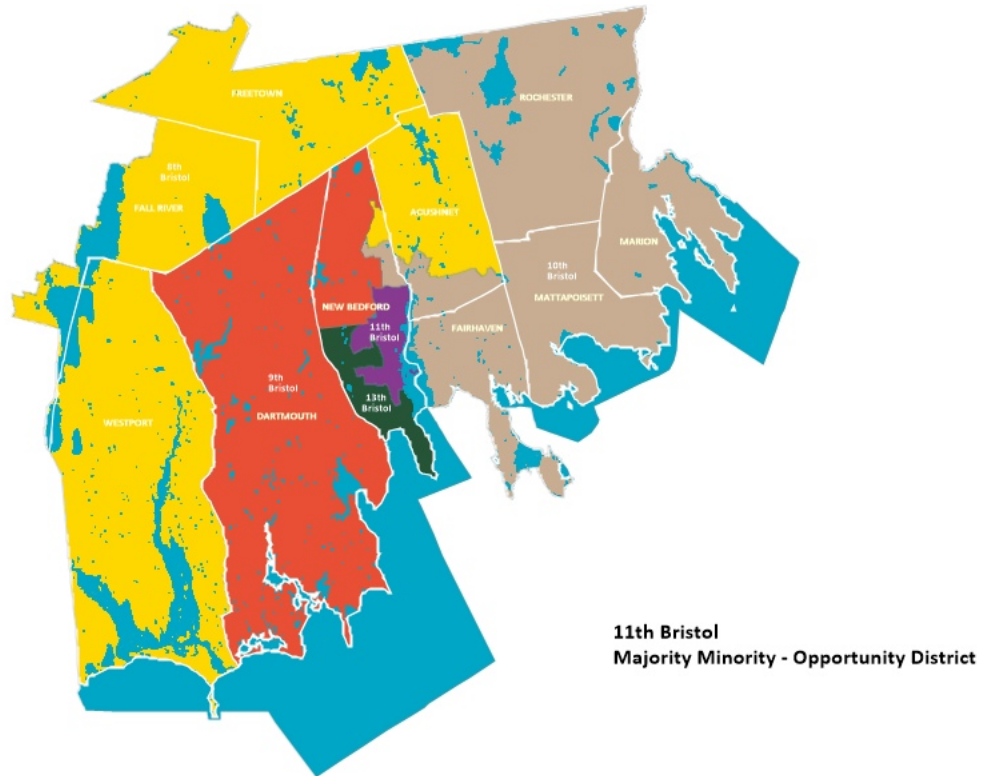 FREETOWN
ROCHESTER
8th
Bristol
FALL RIVER
ACUSHNET
MARION
10th
Bristol
MATTAPOISETT
NEW BEDFORD
11th
Bristol
FAIRHAVEN
9th
Bristol
DARTMOUTH
13th
Bristol
WESTPORT
11th Bristol
Majority Minority - Opportunity District